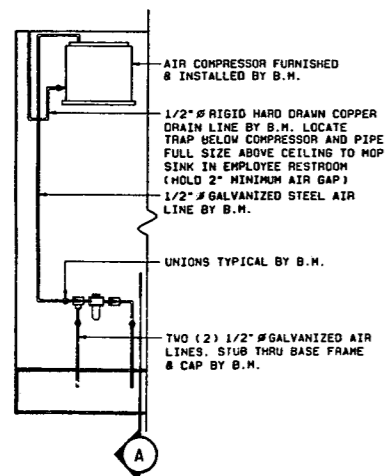 AIR COMPRESSOR FURNISHED
& INSTALLED BY B.M.
1/2" Ø RIGID HARD DRAWN COPPER
DRAIN LINE BY B.M. LOCATE
TRAP BELOW COMPRESSOR AND PIPE
FULL SIZE ABOVE CEILING TO MOP
SINK IN EMPLOYEE RESTROOM
(HOLD 2" MINIMUM AIR GAP)
1/2" Ø GALVANIZED STEEL AIR
LINE BY B.M.
UNIONS TYPICAL BY B.M.
TWO (2) 1/2" Ø GALVANIZED AIR
LINES. STUB THRU BASE FRAME
& CAP BY B.M.
A